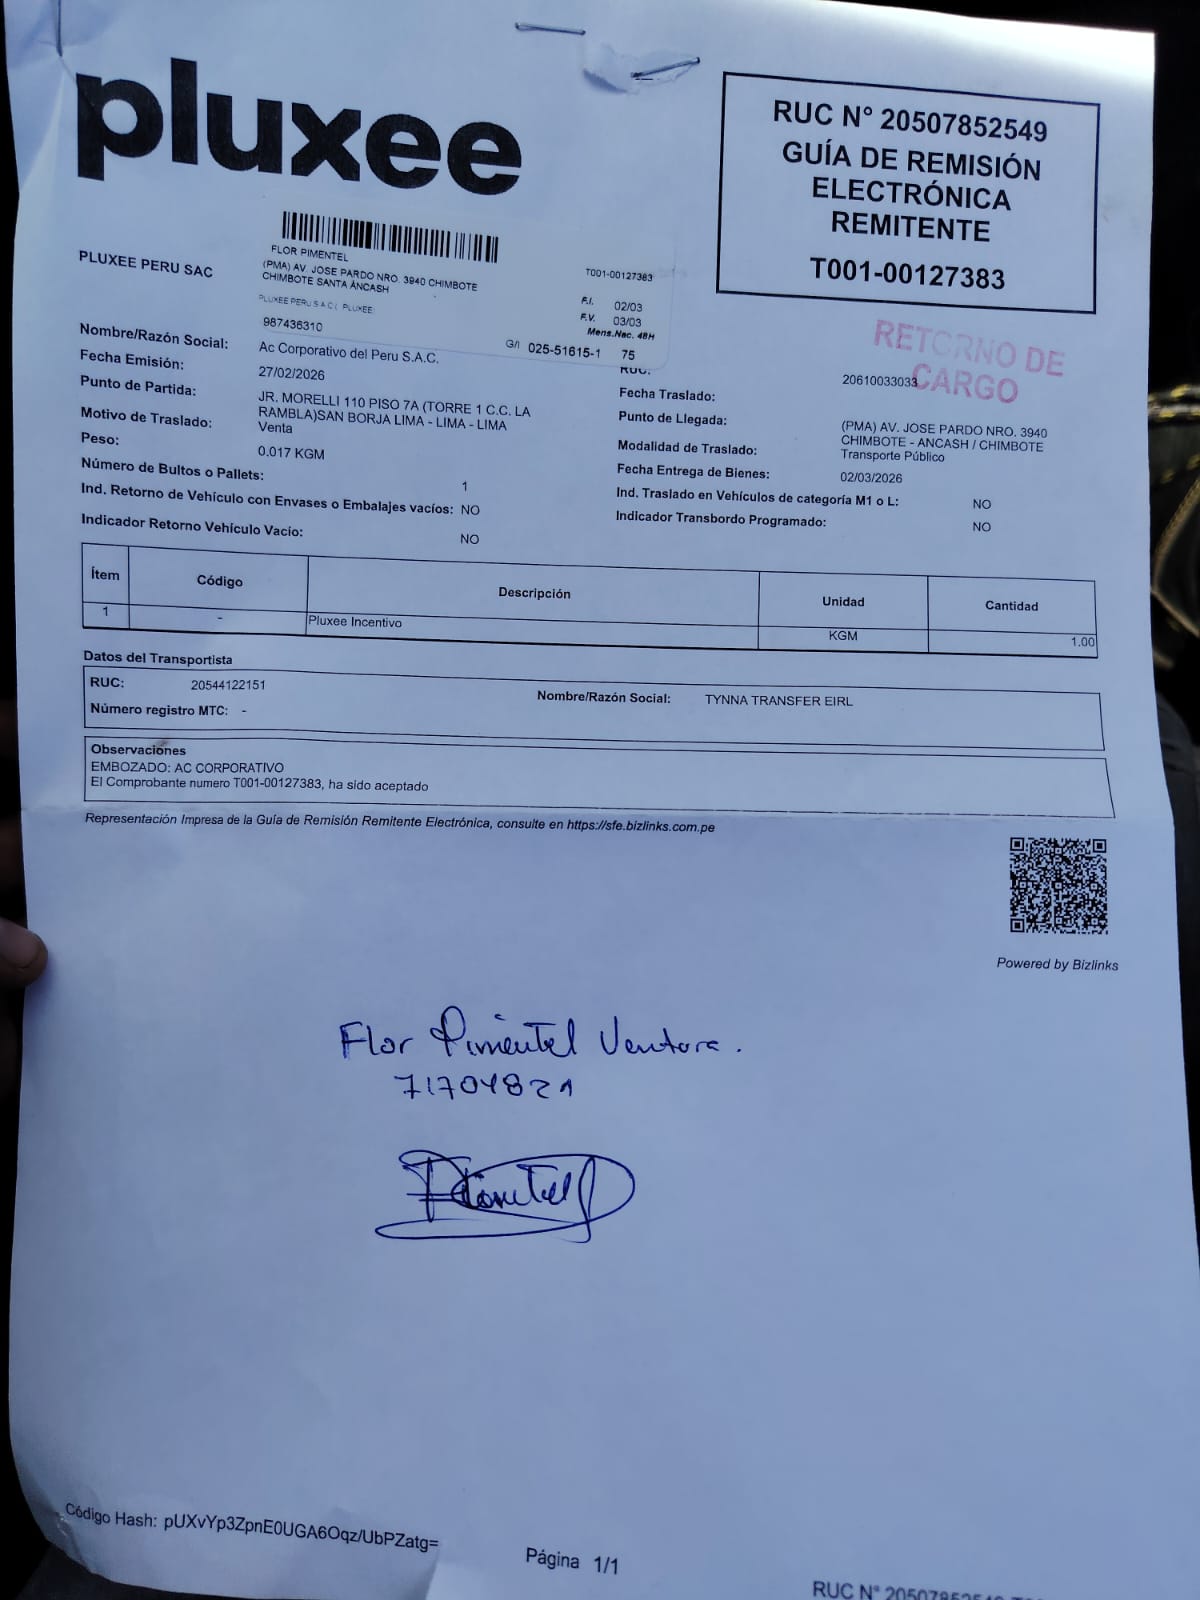 pluxee
RUC N° 20507852549
GUÍA DE REMISIÓN
ELECTRÓNICA
REMITENTE
T001-00127383
PLUXEE PERU SAC
FLOR PIMENTEL
(PMA) AV. JOSE PARDO NRO. 3940 CHIMBOTE
CHIMBOTE SANTA ÁNCASH
PLUXEE PERU S A C ( PLUXEE
987436310
T001-00127383
F.I. 02/03
F.V. 03/03
Mens.Nac. 48H
G/I 025-51615-1 75
RETORNO DE
CARGO
Nombre/Razón Social: Ac Corporativo del Peru S.A.C.
RUC: 20610033033
Fecha Emisión: 27/02/2026
Fecha Traslado:
Punto de Partida: JR. MORELLI 110 PISO 7A (TORRE 1 C.C. LA
RAMBLA)SAN BORJA LIMA - LIMA - LIMA
Punto de Llegada: (PMA) AV. JOSE PARDO NRO. 3940
CHIMBOTE - ANCASH / CHIMBOTE
Motivo de Traslado: Venta
Modalidad de Traslado: Transporte Público
Peso: 0.017 KGM
Fecha Entrega de Bienes: 02/03/2026
Número de Bultos o Pallets: 1
Ind. Traslado en Vehículos de categoría M1 o L: NO
Ind. Retorno de Vehículo con Envases o Embalajes vacíos: NO
Indicador Transbordo Programado: NO
Indicador Retorno Vehículo Vacío: NO
Ítem Código Descripción Unidad Cantidad
1 - Pluxee Incentivo KGM 1.00
Datos del Transportista
RUC: 20544122151 Nombre/Razón Social: TYNNA TRANSFER EIRL
Número registro MTC: -
Observaciones
EMBOZADO: AC CORPORATIVO
El Comprobante numero T001-00127383, ha sido aceptado
Representación Impresa de la Guía de Remisión Remitente Electrónica, consulte en https://sfe.bizlinks.com.pe
Powered by Bizlinks
Flor Pimentel Ventura.
71704821
Código Hash: pUXvYp3ZpnE0UGA6Oqz/UbPZatg=
Página 1/1
RUC N° 20507852549